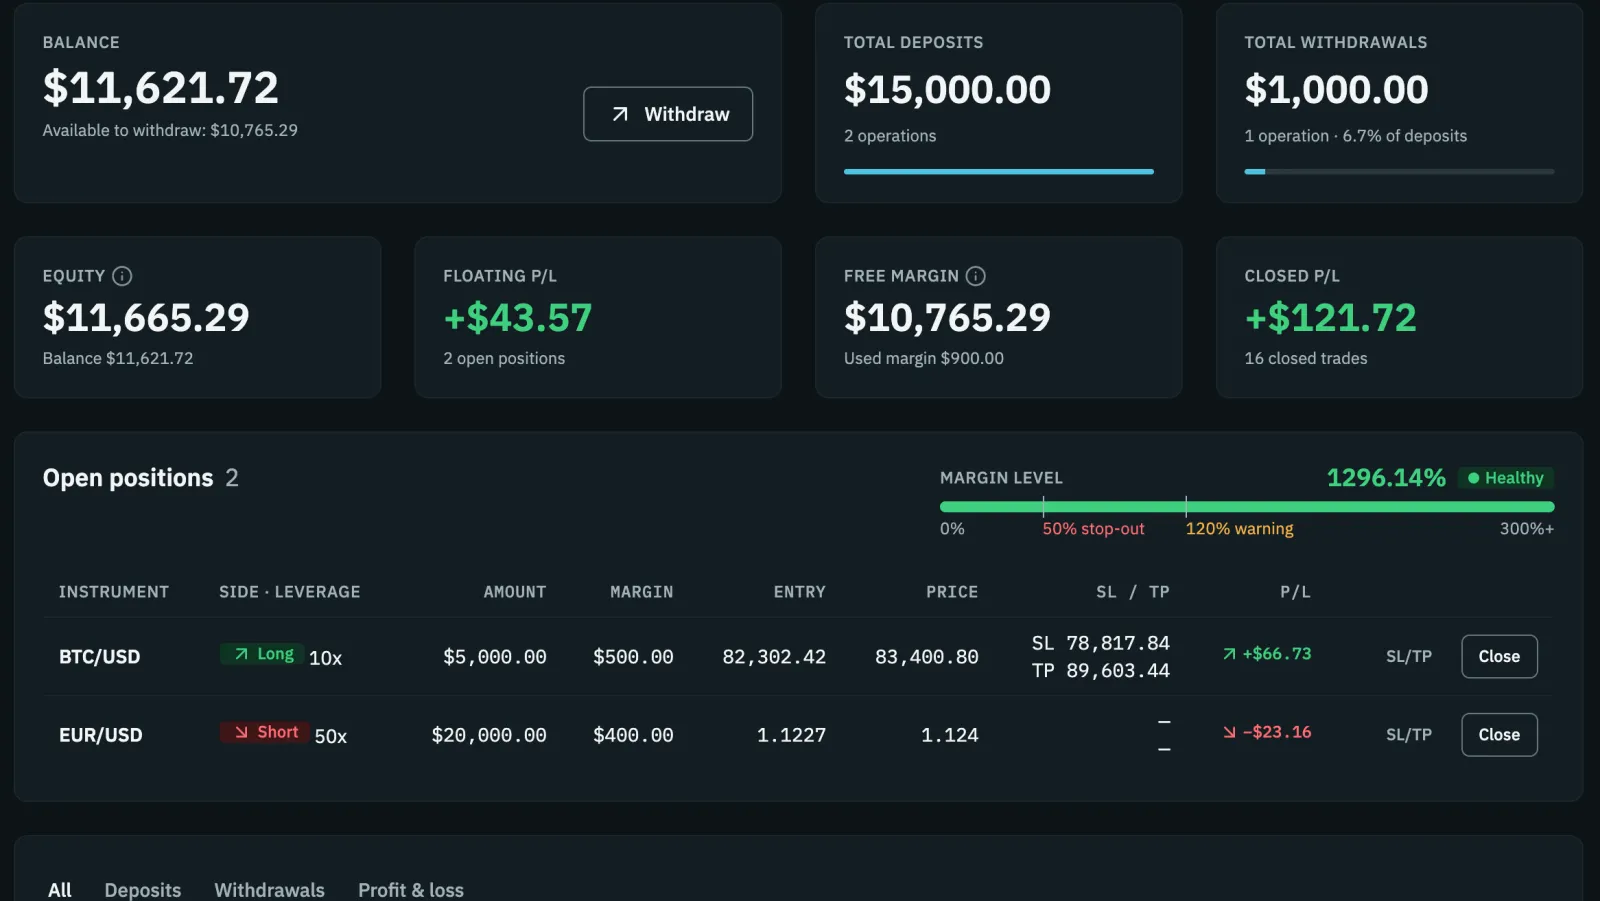 BALANCE
$11,621.72
Available to withdraw: $10,765.29
Withdraw
TOTAL DEPOSITS
$15,000.00
2 operations
TOTAL WITHDRAWALS
$1,000.00
1 operation · 6.7% of deposits
EQUITY
$11,665.29
Balance $11,621.72
FLOATING P/L
+$43.57
2 open positions
FREE MARGIN
$10,765.29
Used margin $900.00
CLOSED P/L
+$121.72
16 closed trades
Open positions 2
MARGIN LEVEL 1296.14% Healthy
0% 50% stop-out 120% warning 300%+
INSTRUMENT SIDE · LEVERAGE AMOUNT MARGIN ENTRY PRICE SL / TP P/L
BTC/USD Long 10x $5,000.00 $500.00 82,302.42 83,400.80 SL 78,817.84 +$66.73 SL/TP Close
TP 89,603.44
EUR/USD Short 50x $20,000.00 $400.00 1.1227 1.124 — −$23.16 SL/TP Close
—
All Deposits Withdrawals Profit & loss